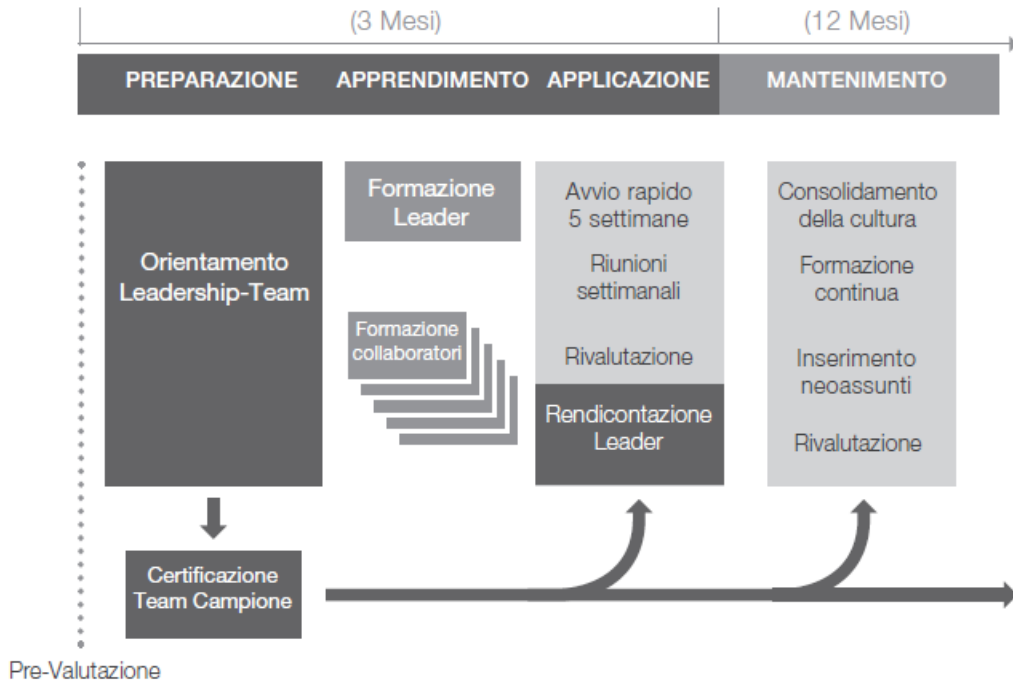 (3 Mesi)
(12 Mesi)
PREPARAZIONE
APPRENDIMENTO
APPLICAZIONE
MANTENIMENTO
Orientamento
Leadership-Team
Certificazione
Team Campione
Formazione
Leader
Formazione
collaboratori
Avvio rapido
5 settimane
Riunioni
settimanali
Rivalutazione
Rendicontazione
Leader
Consolidamento
della cultura
Formazione
continua
Inserimento
neoassunti
Rivalutazione
Pre-Valutazione